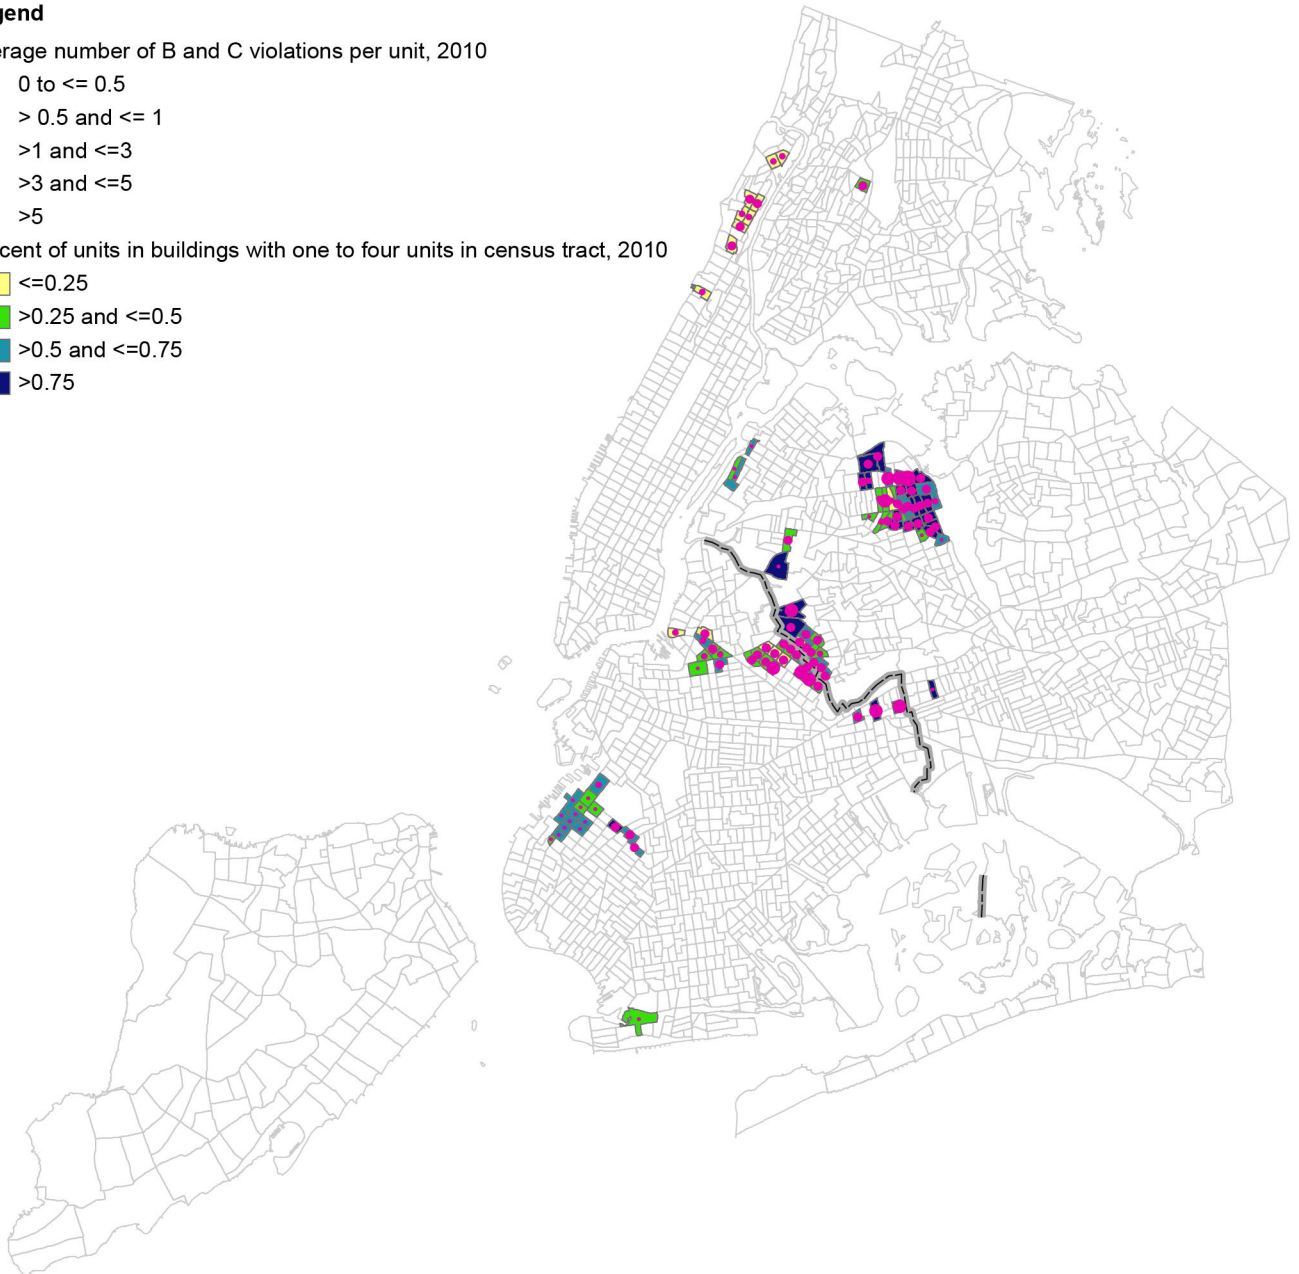 gend
erage number of B and C violations per unit, 2010
0 to <= 0.5
> 0.5 and <= 1
>1 and <=3
>3 and <=5
>5
cent of units in buildings with one to four units in census tract, 2010
<=0.25
>0.25 and <=0.5
>0.5 and <=0.75
>0.75